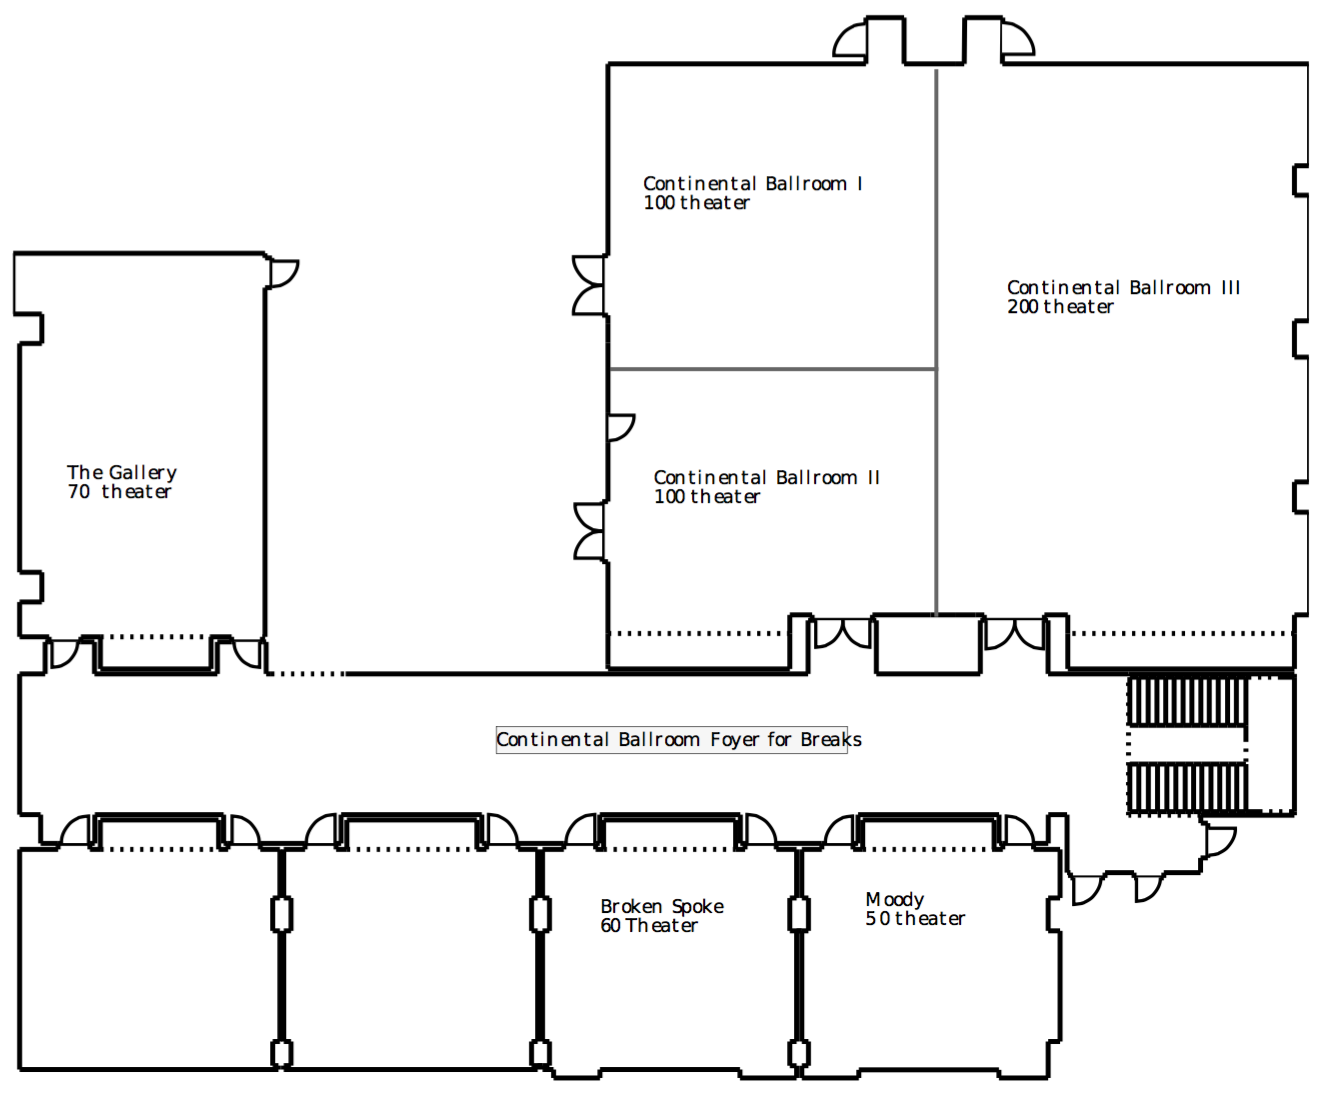 Continental Ballroom I
100 theater
Continental Ballroom III
200 theater
The Gallery
70 theater
Continental Ballroom II
100 theater
Continental Ballroom Foyer for Breaks
Broken Spoke
60 Theater
Moody
50 theater